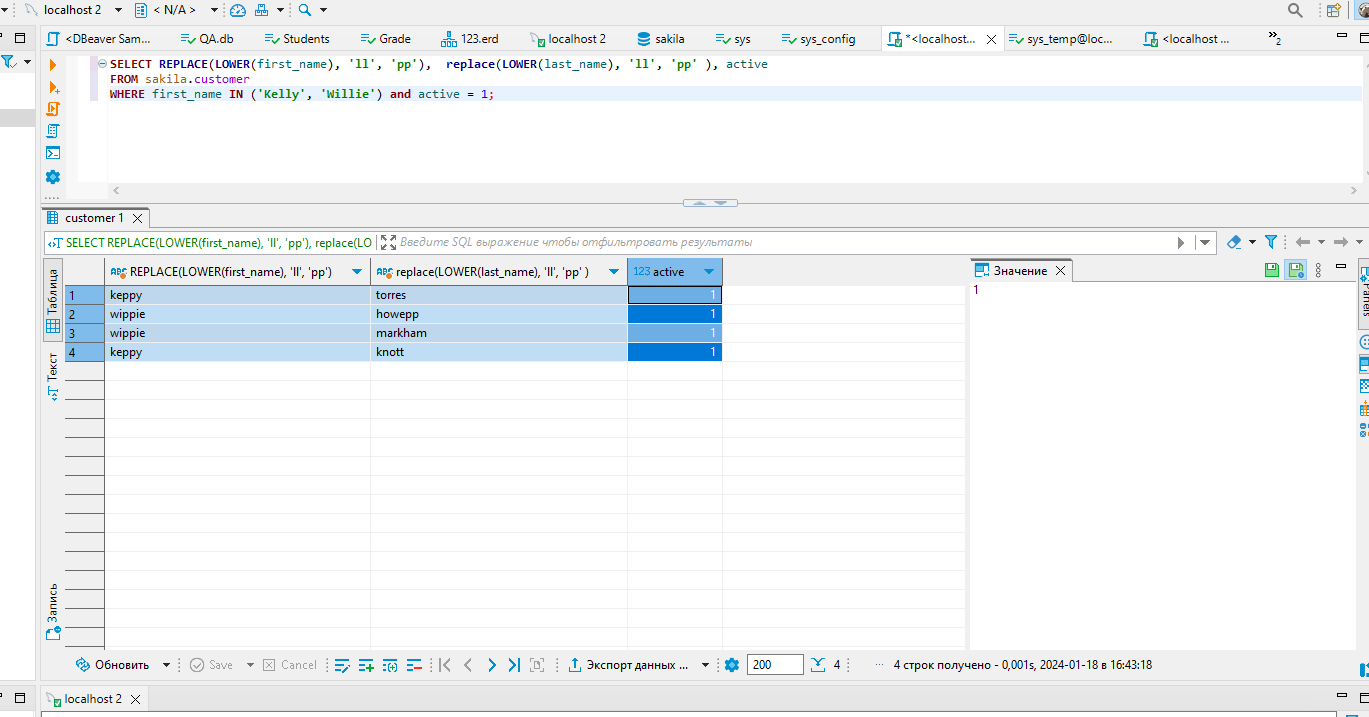 localhost 2 < N/A >
<DBeaver Sam... QA.db Students Grade 123.erd localhost 2 sakila sys sys_config *<localhost... sys_temp@loc... <localhost ... »2
SELECT REPLACE(LOWER(first_name), 'll', 'pp'), replace(LOWER(last_name), 'll', 'pp' ), active
FROM sakila.customer
WHERE first_name IN ('Kelly', 'Willie') and active = 1;
customer 1
SELECT REPLACE(LOWER(first_name), 'll', 'pp'), replace(LO
Введите SQL выражение чтобы отфильтровать результаты
Таблица
Текст
Запись
ABC REPLACE(LOWER(first_name), 'll', 'pp') ABC replace(LOWER(last_name), 'll', 'pp' ) 123 active
1 keppy torres 1
2 wippie howepp 1
3 wippie markham 1
4 keppy knott 1
Значение
1
Panels
Обновить Save Cancel Экспорт данных ... 200 4 ... 4 строк получено - 0,001s, 2024-01-18 в 16:43:18
localhost 2